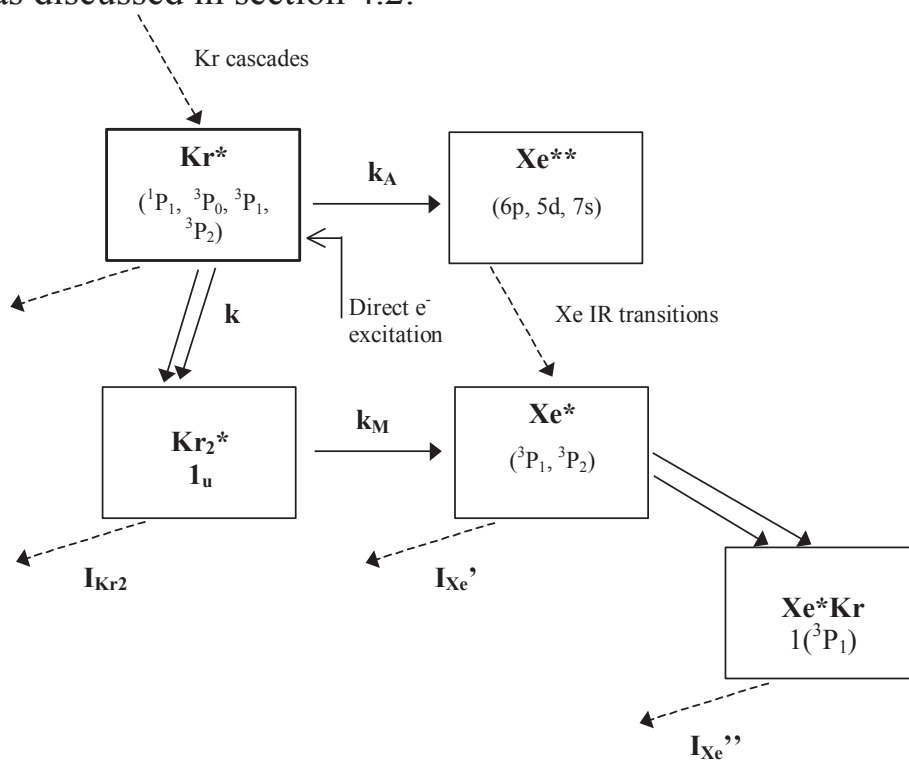 as discussed in section 4.2.
Kr cascades
Kr*
(¹P₁, ³P₀, ³P₁,
³P₂)
k_A
Xe**
(6p, 5d, 7s)
k
Direct e⁻
excitation
Xe IR transitions
Kr₂*
1ᵤ
k_M
Xe*
(³P₁, ³P₂)
I_Kr2
I_Xe’
Xe*Kr
1(³P₁)
I_Xe’’